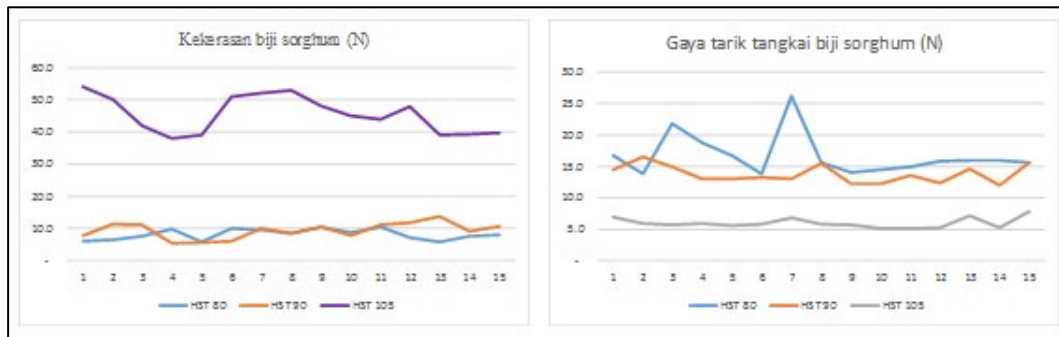 Kekerasan biji sorghum (N)
60.0
50.0
40.0
30.0
20.0
10.0
-
1 2 3 4 5 6 7 8 9 10 11 12 13 14 15
HST 80 HST 90 HST 105
Gaya tarik tangkai biji sorghum (N)
30.0
25.0
20.0
15.0
10.0
5.0
-
1 2 3 4 5 6 7 8 9 10 11 12 13 14 15
HST 80 HST 90 HST 105